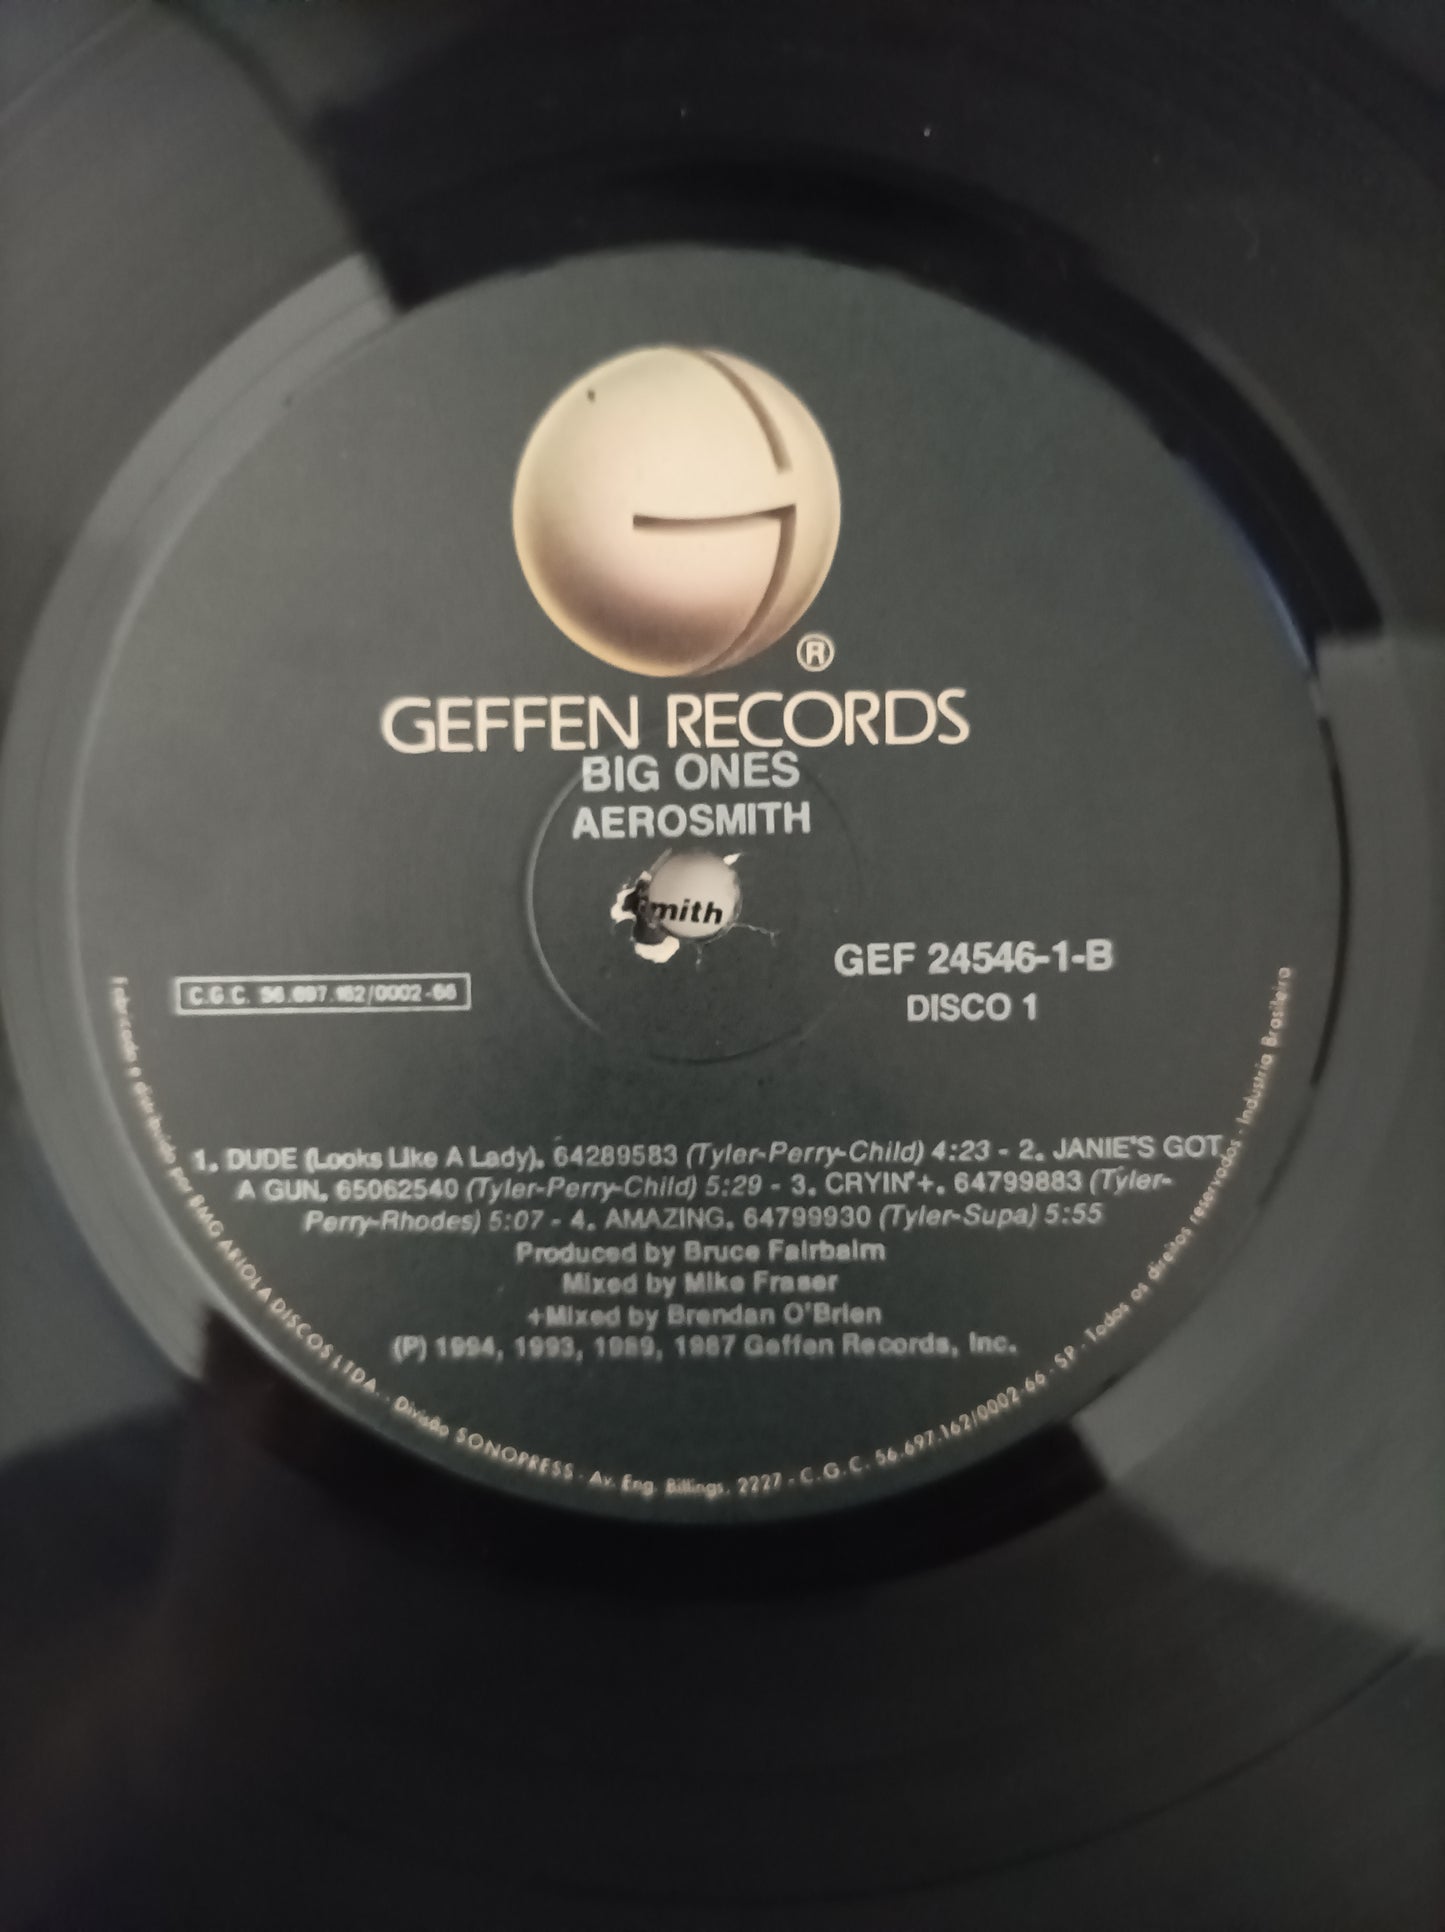 ®
GEFFEN RECORDS
BIG ONES
AEROSMITH
mith
GEF 24546-1-B
DISCO 1
C.G.C. 56.697.162/0002-66
1. DUDE (Looks Like A Lady). 64289583 (Tyler-Perry-Child) 4:23 - 2. JANIE'S GOT
A GUN. 65062540 (Tyler-Perry-Child) 5:29 - 3. CRYIN'+. 64799883 (Tyler-
Perry-Rhodes) 5:07 - 4. AMAZING. 64799930 (Tyler-Supa) 5:55
Produced by Bruce Fairbaim
Mixed by Mike Fraser
+Mixed by Brendan O'Brien
(P) 1994, 1993, 1989, 1987 Geffen Records, Inc.
Fabricado e distribuído por BMG ARIOLA DISCOS LTDA. - Divisão SONOPRESS - Av. Eng. Billings, 2227 - C.G.C. 56.697.162/0002-66 - SP - Todos os direitos reservados - Industria Brasileira